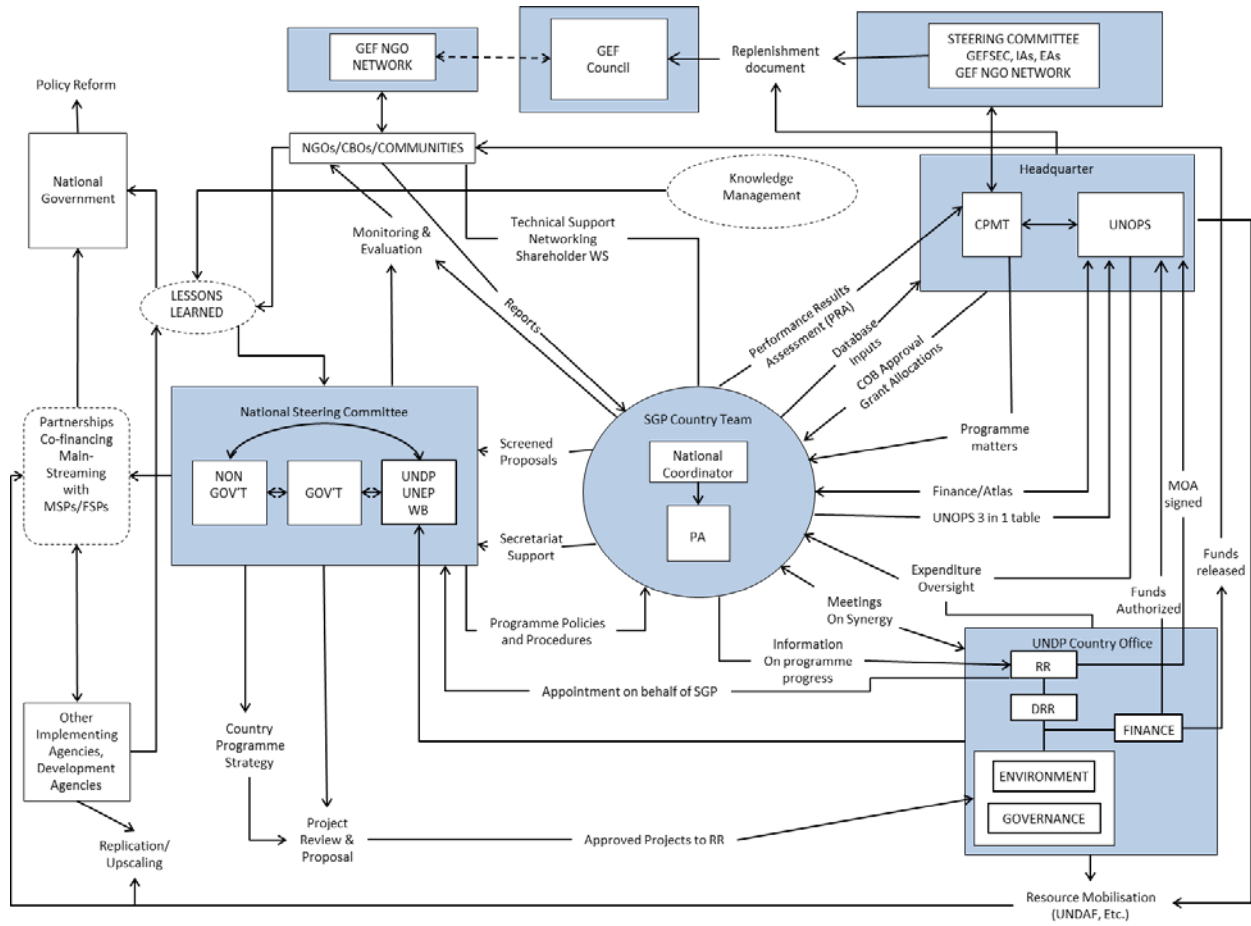 GEF NGO
NETWORK
GEF
Council
Replenishment
document
STEERING COMMITTEE
GEFSEC, IAs, EAs
GEF NGO NETWORK
Policy Reform
National
Government
NGOs/CBOs/COMMUNITIES
Knowledge
Management
Headquarter
CPMT
UNOPS
Monitoring &
Evaluation
Technical Support
Networking
Shareholder WS
LESSONS
LEARNED
Reports
Performance Results
Assessment (PRA)
Database
Inputs
COB Approval
Grant Allocations
National Steering Committee
NON
GOV'T
GOV'T
UNDP
UNEP
WB
Partnerships
Co-financing
Main-
Streaming
with
MSPs/FSPs
Screened
Proposals
Secretariat
Support
SGP Country Team
National
Coordinator
PA
Programme
matters
Finance/Atlas
UNOPS 3 in 1 table
MOA
signed
Funds
released
Expenditure
Oversight
Funds
Authorized
Meetings
On Synergy
Programme Policies
and Procedures
Information
On programme
progress
Appointment on behalf of SGP
UNDP Country Office
RR
DRR
FINANCE
ENVIRONMENT
GOVERNANCE
Other
Implementing
Agencies,
Development
Agencies
Country
Programme
Strategy
Project
Review &
Proposal
Approved Projects to RR
Replication/
Upscaling
Resource Mobilisation
(UNDAF, Etc.)